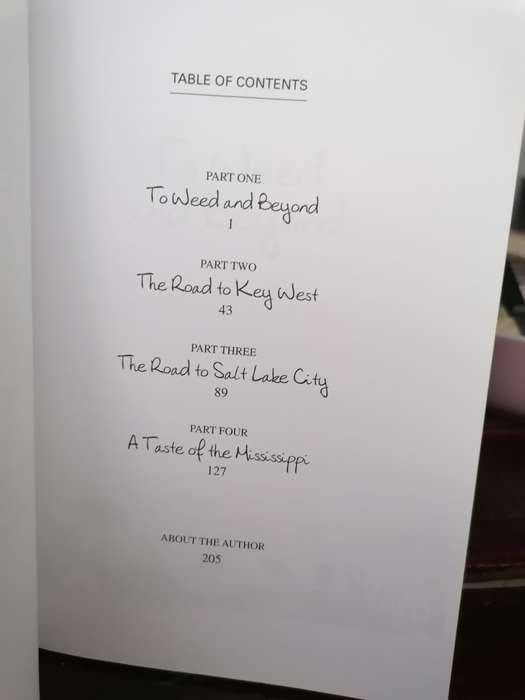 TABLE OF CONTENTS
PART ONE
To Weed and Beyond
1
PART TWO
The Road to Key West
43
PART THREE
The Road to Salt Lake City
89
PART FOUR
A Taste of the Mississippi
127
ABOUT THE AUTHOR
205